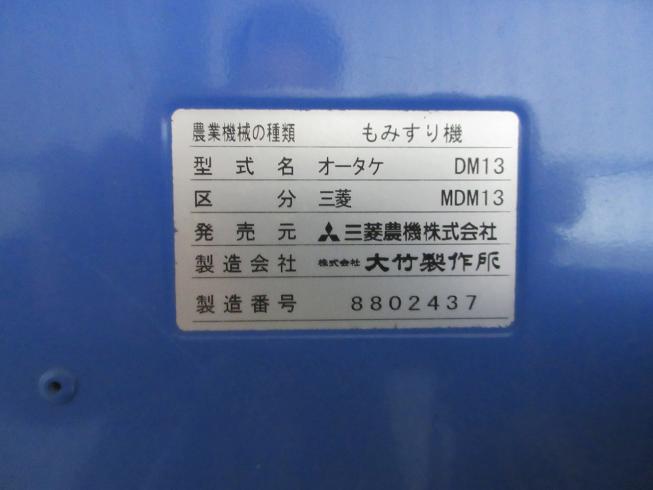 農業機械の種類 もみすり機
型式名 オータケ DM13
区分 三菱 MDM13
発売元 三菱農機株式会社
製造会社 株式会社 大竹製作所
製造番号 8802437